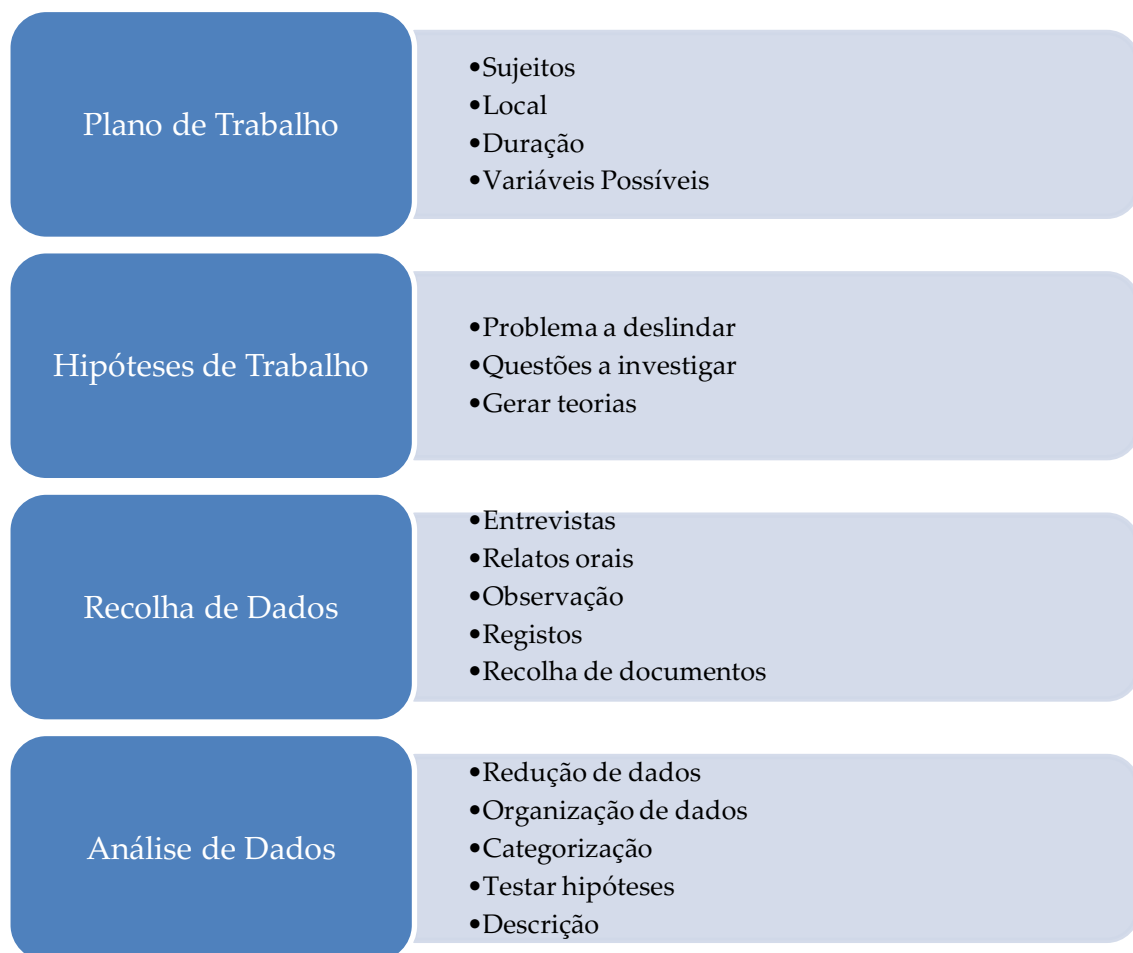 Plano de Trabalho
•Sujeitos
•Local
•Duração
•Variáveis Possíveis
Hipóteses de Trabalho
•Problema a deslindar
•Questões a investigar
•Gerar teorias
Recolha de Dados
•Entrevistas
•Relatos orais
•Observação
•Registos
•Recolha de documentos
Análise de Dados
•Redução de dados
•Organização de dados
•Categorização
•Testar hipóteses
•Descrição